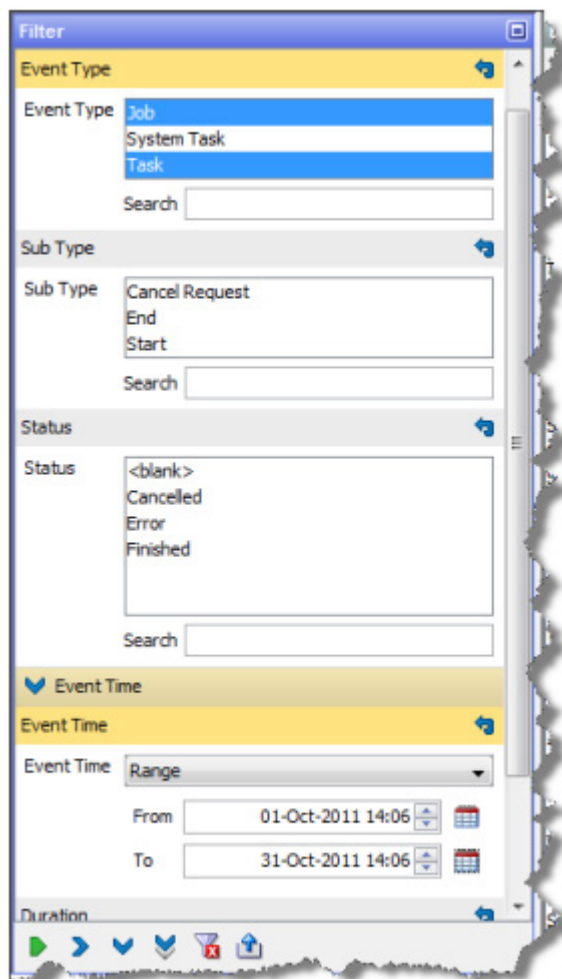 Filter
Event Type
Event Type
Job
System Task
Task
Search
Sub Type
Sub Type
Cancel Request
End
Start
Search
Status
Status
<blank>
Cancelled
Error
Finished
Search
Event Time
Event Time
Event Time Range
From 01-Oct-2011 14:06
To 31-Oct-2011 14:06
Duration